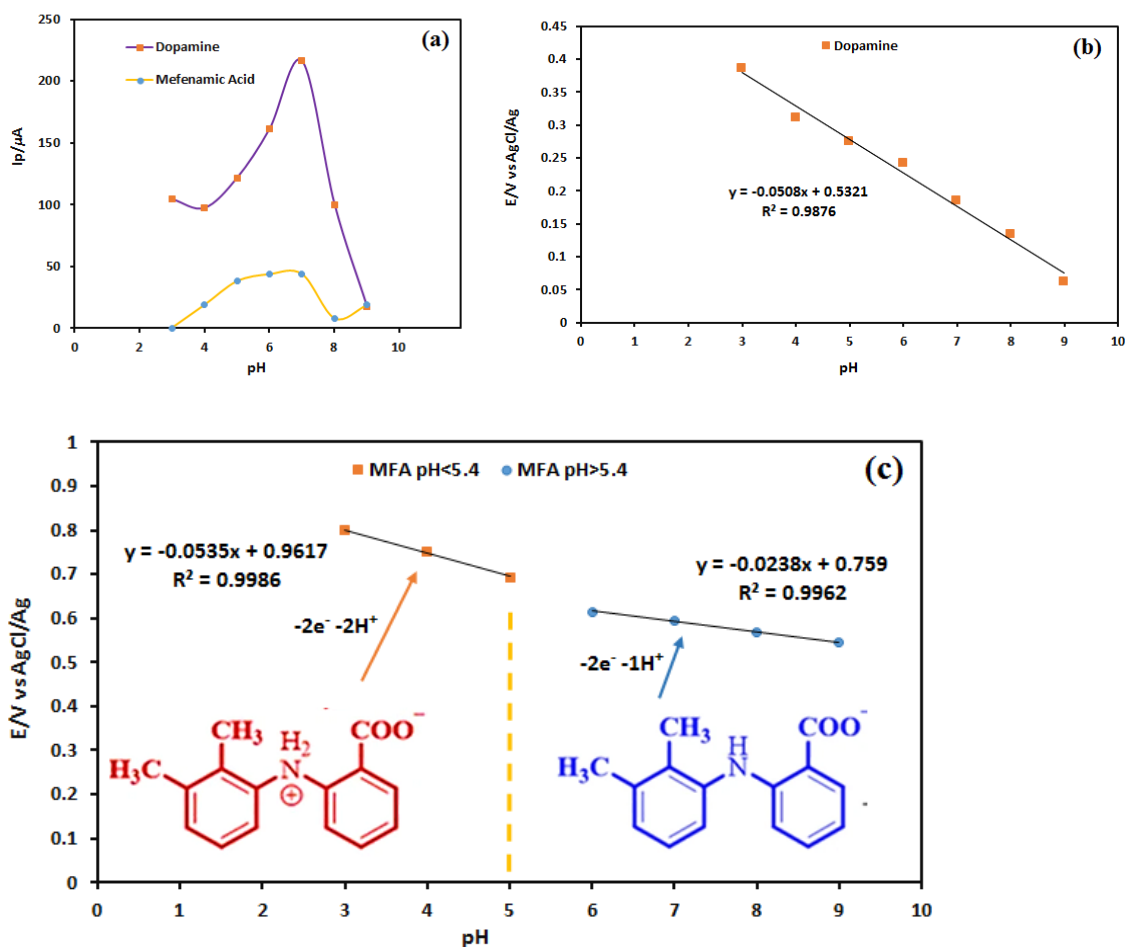 (a)
Dopamine
Mefenamic Acid
Ip/µA
250
200
150
100
50
0
0 2 4 6 8 10
pH
(b)
Dopamine
E/V vs AgCl/Ag
0.45
0.4
0.35
0.3
0.25
0.2
0.15
0.1
0.05
0
y = -0.0508x + 0.5321
R² = 0.9876
0 1 2 3 4 5 6 7 8 9 10
pH
(c)
MFA pH<5.4 MFA pH>5.4
E/V vs AgCl/Ag
1
0.9
0.8
0.7
0.6
0.5
0.4
0.3
0.2
0.1
0
y = -0.0535x + 0.9617
R² = 0.9986
y = -0.0238x + 0.759
R² = 0.9962
-2e⁻ -2H⁺
-2e⁻ -1H⁺
CH₃ H₂ COO⁻
H₃C N
⊕
CH₃ H COO⁻
H₃C N
0 1 2 3 4 5 6 7 8 9 10
pH